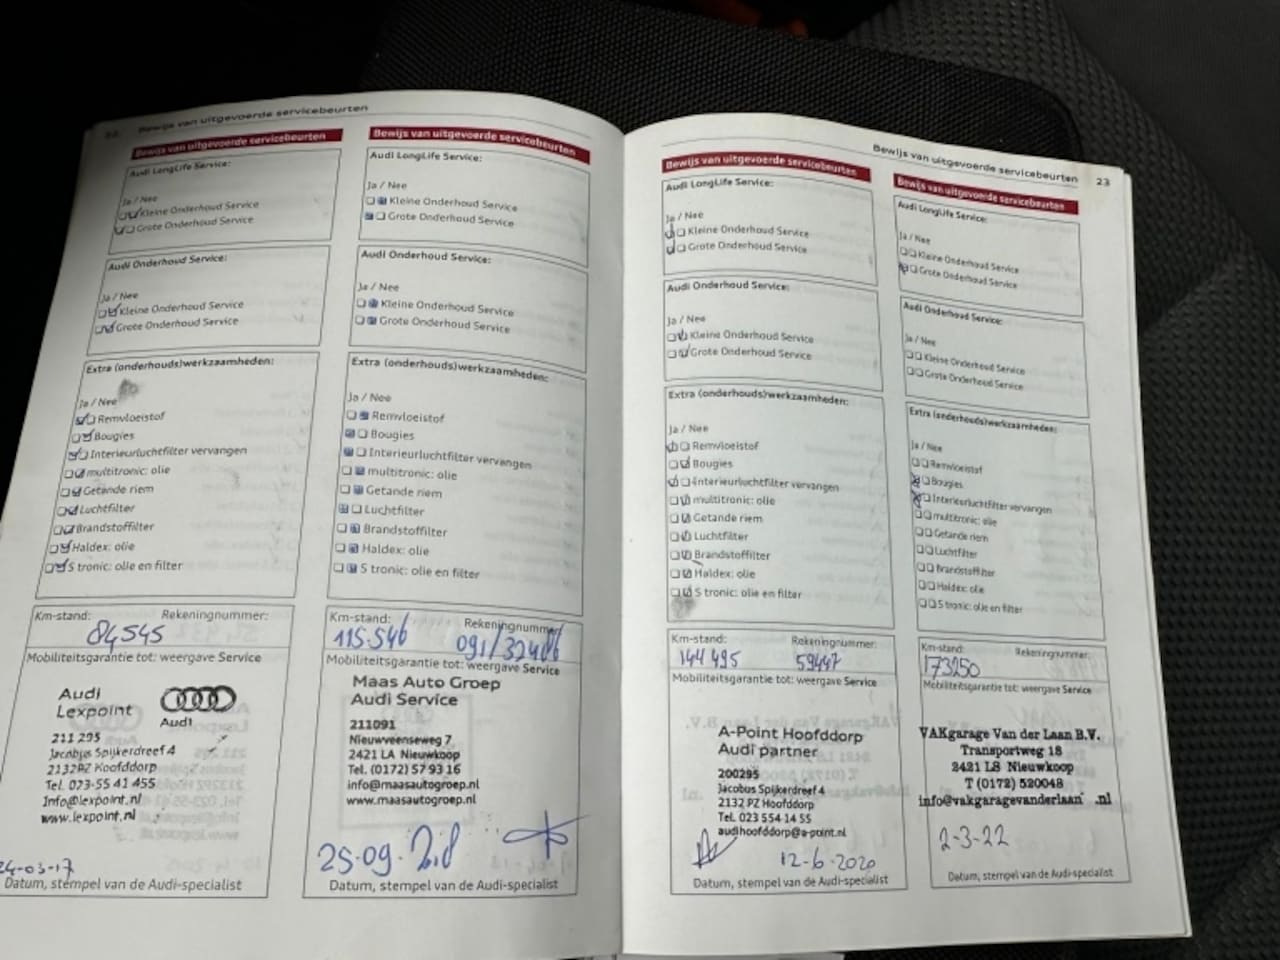 Bewijs van uitgevoerde servicebeurten
Bewijs van uitgevoerde servicebeurten
Audi LongLife Service:
Ja / Nee
Kleine Onderhoud Service
Grote Onderhoud Service
Audi Onderhoud Service:
Ja / Nee
Kleine Onderhoud Service
Grote Onderhoud Service
Extra (onderhouds)werkzaamheden:
Ja / Nee
Remvloeistof
Bougies
Interieurluchtfilter vervangen
multitronic: olie
Getande riem
Luchtfilter
Brandstoffilter
Haldex: olie
S tronic: olie en filter
Km-stand: Rekeningnummer:
84545
Mobiliteitsgarantie tot: weergave Service
Audi
Lexpoint
Audi
211 295
Jacobus Spijkerdreef 4
2132PZ Hoofddorp
Tel. 023-55 41 455
Info@lexpoint.nl
www.lexpoint.nl
24-03-17
Datum, stempel van de Audi-specialist
Bewijs van uitgevoerde servicebeurten
Audi LongLife Service:
Ja / Nee
Kleine Onderhoud Service
Grote Onderhoud Service
Audi Onderhoud Service:
Ja / Nee
Kleine Onderhoud Service
Grote Onderhoud Service
Extra (onderhouds)werkzaamheden:
Ja / Nee
Remvloeistof
Bougies
Interieurluchtfilter vervangen
multitronic: olie
Getande riem
Luchtfilter
Brandstoffilter
Haldex: olie
S tronic: olie en filter
Km-stand: Rekeningnummer
115.546
Mobiliteitsgarantie tot: weergave Service
Maas Auto Groep
Audi Service
211091
Nieuwveenseweg 7
2421 LA Nieuwkoop
Tel. (0172) 57 93 16
info@maasautogroep.nl
www.maasautogroep.nl
25.09.
Datum, stempel van de Audi-specialist
Bewijs van uitgevoerde servicebeurten 23
Bewijs van uitgevoerde servicebeurten
Audi LongLife Service:
Ja / Nee
Kleine Onderhoud Service
Grote Onderhoud Service
Audi Onderhoud Service:
Ja / Nee
Kleine Onderhoud Service
Grote Onderhoud Service
Extra (onderhouds)werkzaamheden:
Ja / Nee
Remvloeistof
Bougies
Interieurluchtfilter vervangen
multitronic: olie
Getande riem
Luchtfilter
Brandstoffilter
Haldex: olie
S tronic: olie en filter
Km-stand: Rekeningnummer:
144 495 59447
Mobiliteitsgarantie tot: weergave Service
A-Point Hoofddorp
Audi partner
200295
Jacobus Spijkerdreef 4
2132 PZ Hoofddorp
Tel. 023 554 14 55
audihoofddorp@a-point.nl
12-6-2020
Datum, stempel van de Audi-specialist
Bewijs van uitgevoerde servicebeurten
Audi LongLife Service:
Ja / Nee
Kleine Onderhoud Service
Grote Onderhoud Service
Audi Onderhoud Service:
Ja / Nee
Kleine Onderhoud Service
Grote Onderhoud Service
Extra (onderhouds)werkzaamheden:
Ja / Nee
Remvloeistof
Bougies
Interieurluchtfilter vervangen
multitronic: olie
Getande riem
Luchtfilter
Brandstoffilter
Haldex: olie
S tronic: olie en filter
Km-stand: Rekeningnummer:
173250
Mobiliteitsgarantie tot: weergave Service
VAKgarage Van der Laan B.V.
Transportweg 18
2421 LS Nieuwkoop
T (0172) 520048
info@vakgaragevanderlaan .nl
2-3-22
Datum, stempel van de Audi-specialist